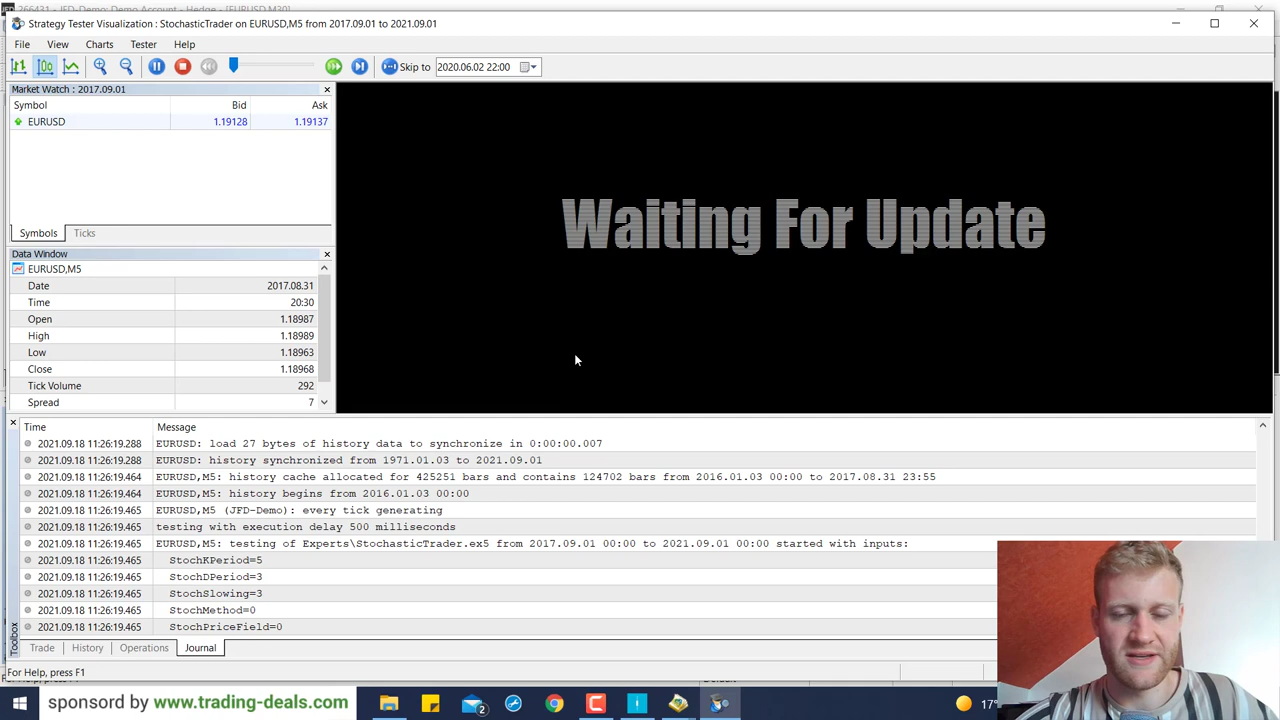 266431 - JFD-Demo: Demo Account - Hedge - [EURUSD,M30]
Strategy Tester Visualization : StochasticTrader on EURUSD,M5 from 2017.09.01 to 2021.09.01
File View Charts Tester Help
Skip to 2020.06.02 22:00
Market Watch : 2017.09.01
Symbol Bid Ask
EURUSD 1.19128 1.19137
Symbols Ticks
Waiting For Update
Data Window
EURUSD,M5
Date 2017.08.31
Time 20:30
Open 1.18987
High 1.18989
Low 1.18963
Close 1.18968
Tick Volume 292
Spread 7
Time Message
2021.09.18 11:26:19.288 EURUSD: load 27 bytes of history data to synchronize in 0:00:00.007
2021.09.18 11:26:19.288 EURUSD: history synchronized from 1971.01.03 to 2021.09.01
2021.09.18 11:26:19.464 EURUSD,M5: history cache allocated for 425251 bars and contains 124702 bars from 2016.01.03 00:00 to 2017.08.31 23:55
2021.09.18 11:26:19.464 EURUSD,M5: history begins from 2016.01.03 00:00
2021.09.18 11:26:19.465 EURUSD,M5 (JFD-Demo): every tick generating
2021.09.18 11:26:19.465 testing with execution delay 500 milliseconds
2021.09.18 11:26:19.465 EURUSD,M5: testing of Experts\StochasticTrader.ex5 from 2017.09.01 00:00 to 2021.09.01 00:00 started with inputs:
2021.09.18 11:26:19.465 StochKPeriod=5
2021.09.18 11:26:19.465 StochDPeriod=3
2021.09.18 11:26:19.465 StochSlowing=3
2021.09.18 11:26:19.465 StochMethod=0
2021.09.18 11:26:19.465 StochPriceField=0
Toolbox
Trade History Operations Journal
For Help, press F1
sponsord by www.trading-deals.com
2
17°